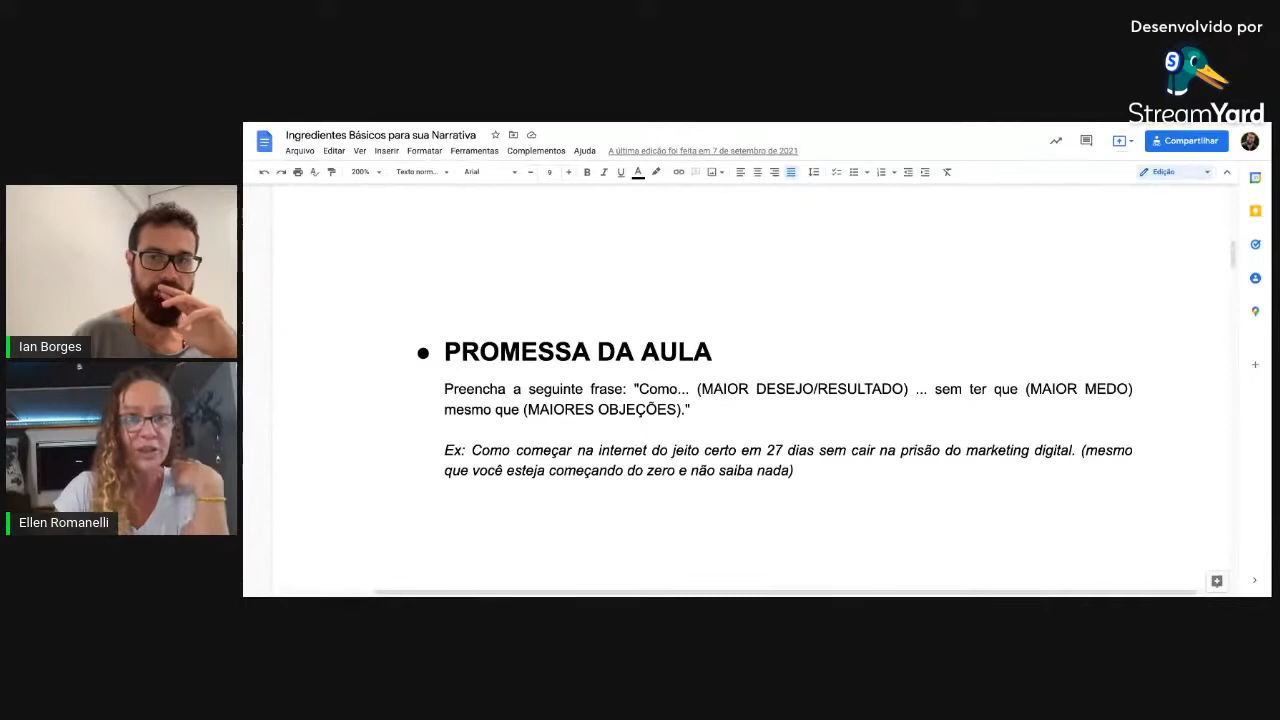 Desenvolvido por
S
StreamYard
Ingredientes Básicos para sua Narrativa
Arquivo Editar Ver Inserir Formatar Ferramentas Complementos Ajuda A última edição foi feita em 7 de setembro de 2021
Compartilhar
200% Texto norm... Arial 9 B I U A Edição
Ian Borges
Ellen Romanelli
● PROMESSA DA AULA
Preencha a seguinte frase: "Como... (MAIOR DESEJO/RESULTADO) ... sem ter que (MAIOR MEDO)
mesmo que (MAIORES OBJEÇÕES)."
Ex: Como começar na internet do jeito certo em 27 dias sem cair na prisão do marketing digital. (mesmo
que você esteja começando do zero e não saiba nada)